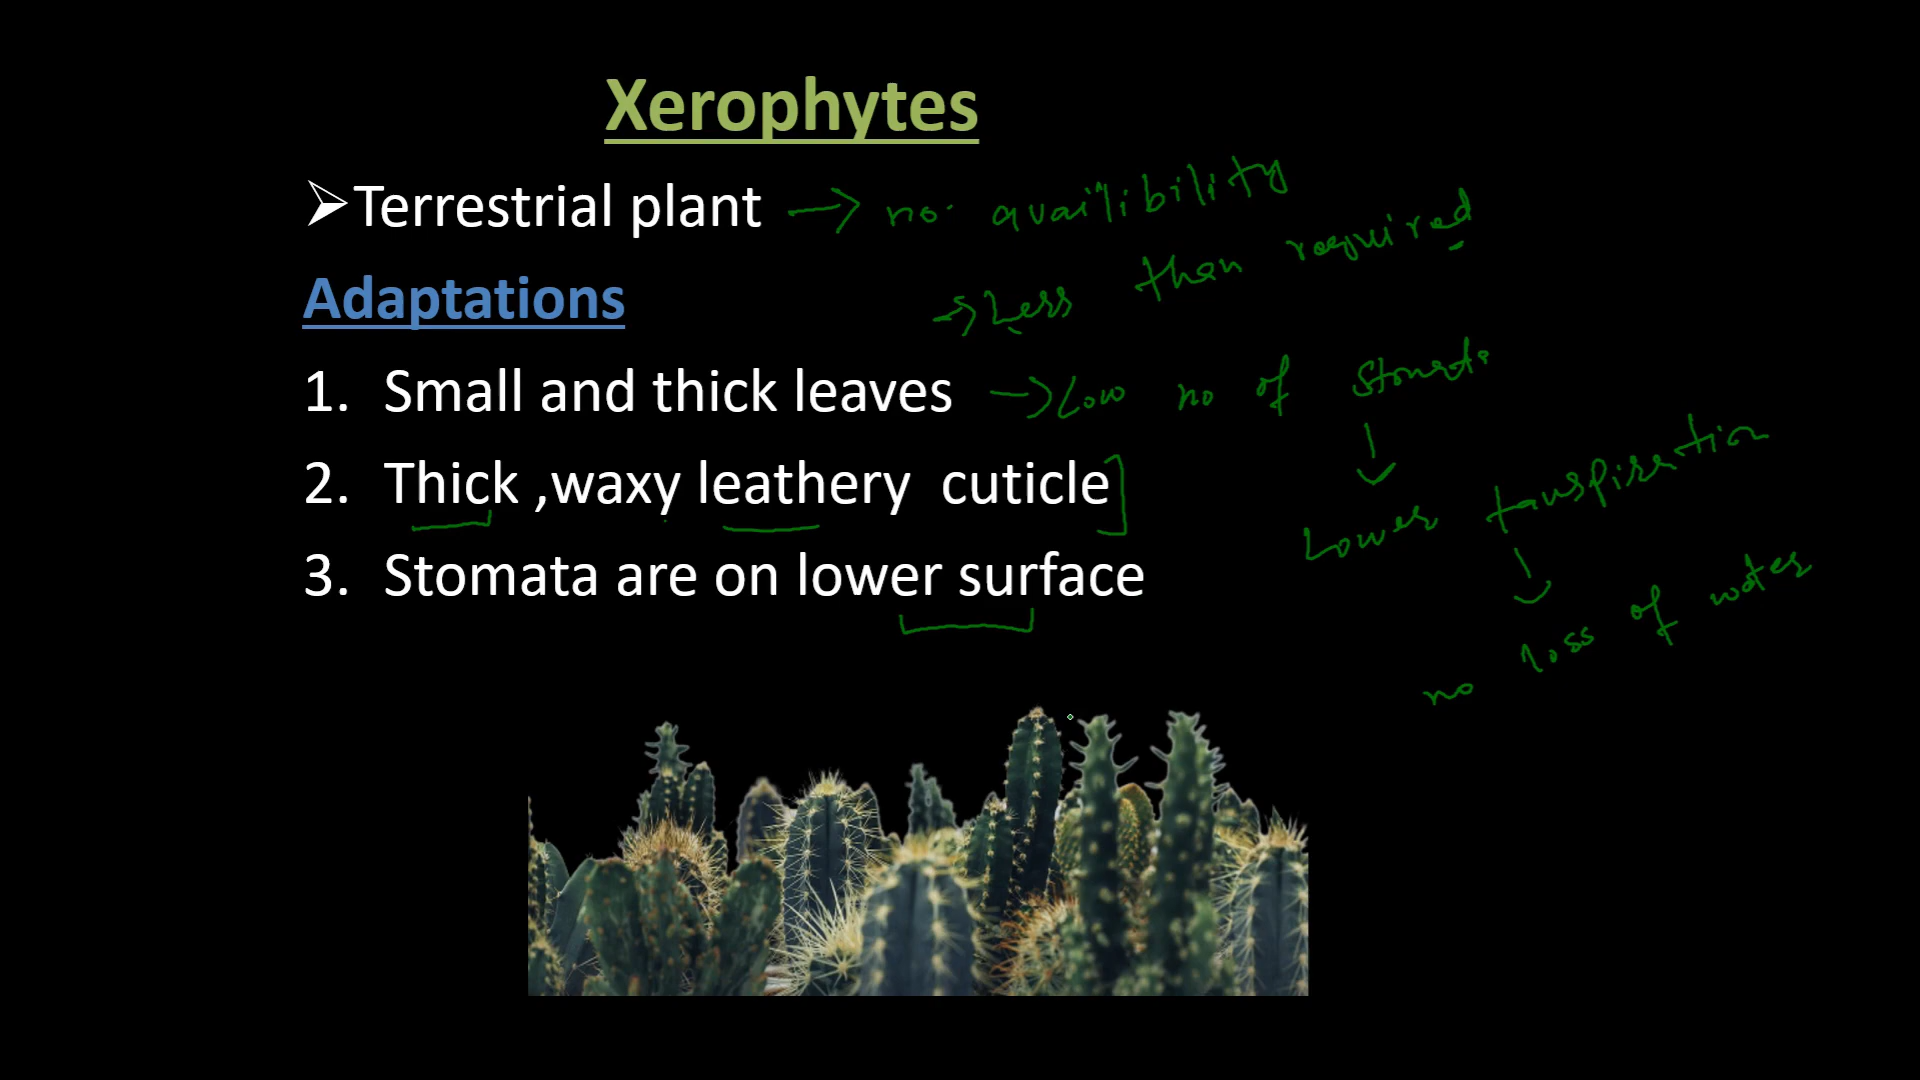 Xerophytes
➢Terrestrial plant → no. availibility
→ Less than required
Adaptations
1. Small and thick leaves → Low no of Stomata
↓
2. Thick ,waxy leathery cuticle]
Lower transpiration
↓
3. Stomata are on lower surface
no loss of water